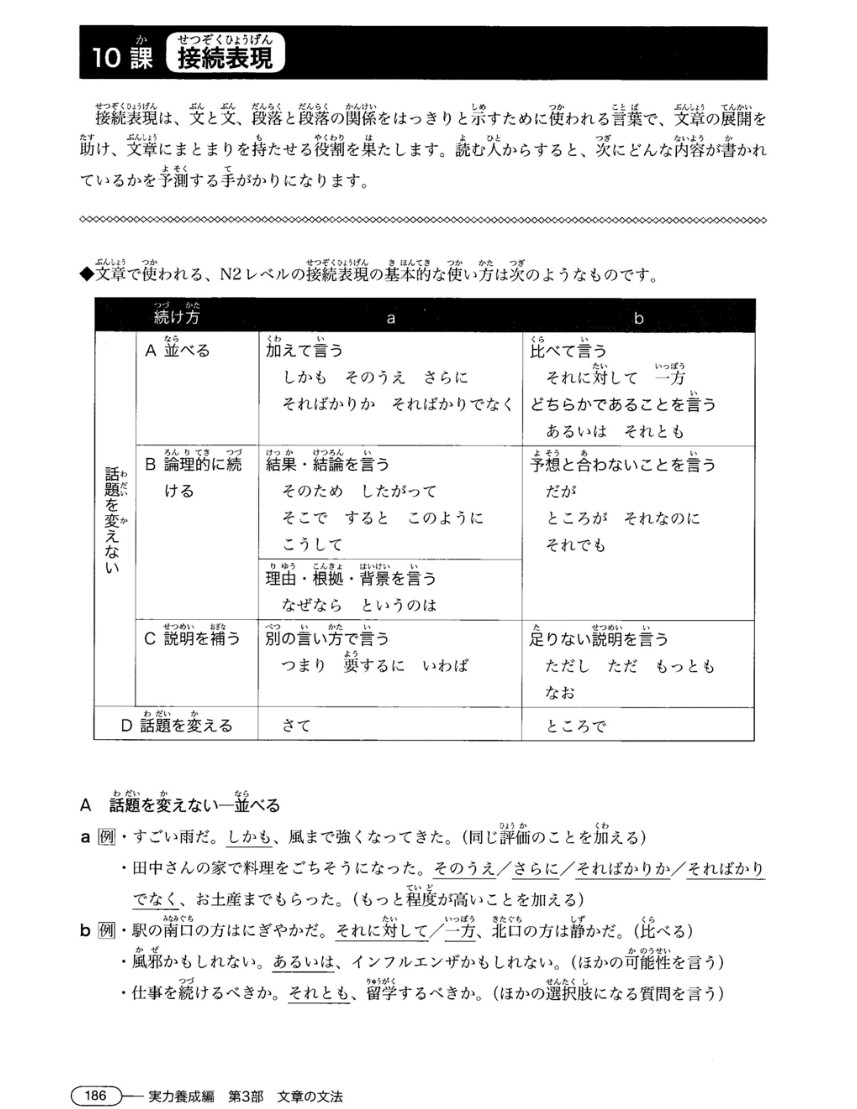 10課 接続表現
接続表現は、文と文、段落と段落の関係をはっきりと示すために使われる言葉で、文章の展開を
助け、文章にまとまりを持たせる役割を果たします。読む人からすると、次にどんな内容が書かれ
ているかを予測する手がかりになります。
◆文章で使われる、N2レベルの接続表現の基本的な使い方は次のようなものです。
続け方 a b
話題を変えない
A 並べる
加えて言う
しかも そのうえ さらに
そればかりか そればかりでなく
比べて言う
それに対して 一方
どちらかであることを言う
あるいは それとも
B 論理的に続
ける
結果・結論を言う
そのため したがって
そこで すると このように
こうして
理由・根拠・背景を言う
なぜなら というのは
予想と合わないことを言う
だが
ところが それなのに
それでも
C 説明を補う
別の言い方で言う
つまり 要するに いわば
足りない説明を言う
ただし ただ もっとも
なお
D 話題を変える さて ところで
A 話題を変えない―並べる
a 例・すごい雨だ。しかも、風まで強くなってきた。(同じ評価のことを加える)
・田中さんの家で料理をごちそうになった。そのうえ/さらに/そればかりか/そればかり
でなく、お土産までもらった。(もっと程度が高いことを加える)
b 例・駅の南口の方はにぎやかだ。それに対して/一方、北口の方は静かだ。(比べる)
・風邪かもしれない。あるいは、インフルエンザかもしれない。(ほかの可能性を言う)
・仕事を続けるべきか。それとも、留学するべきか。(ほかの選択肢になる質問を言う)
186 実力養成編 第3部 文章の文法